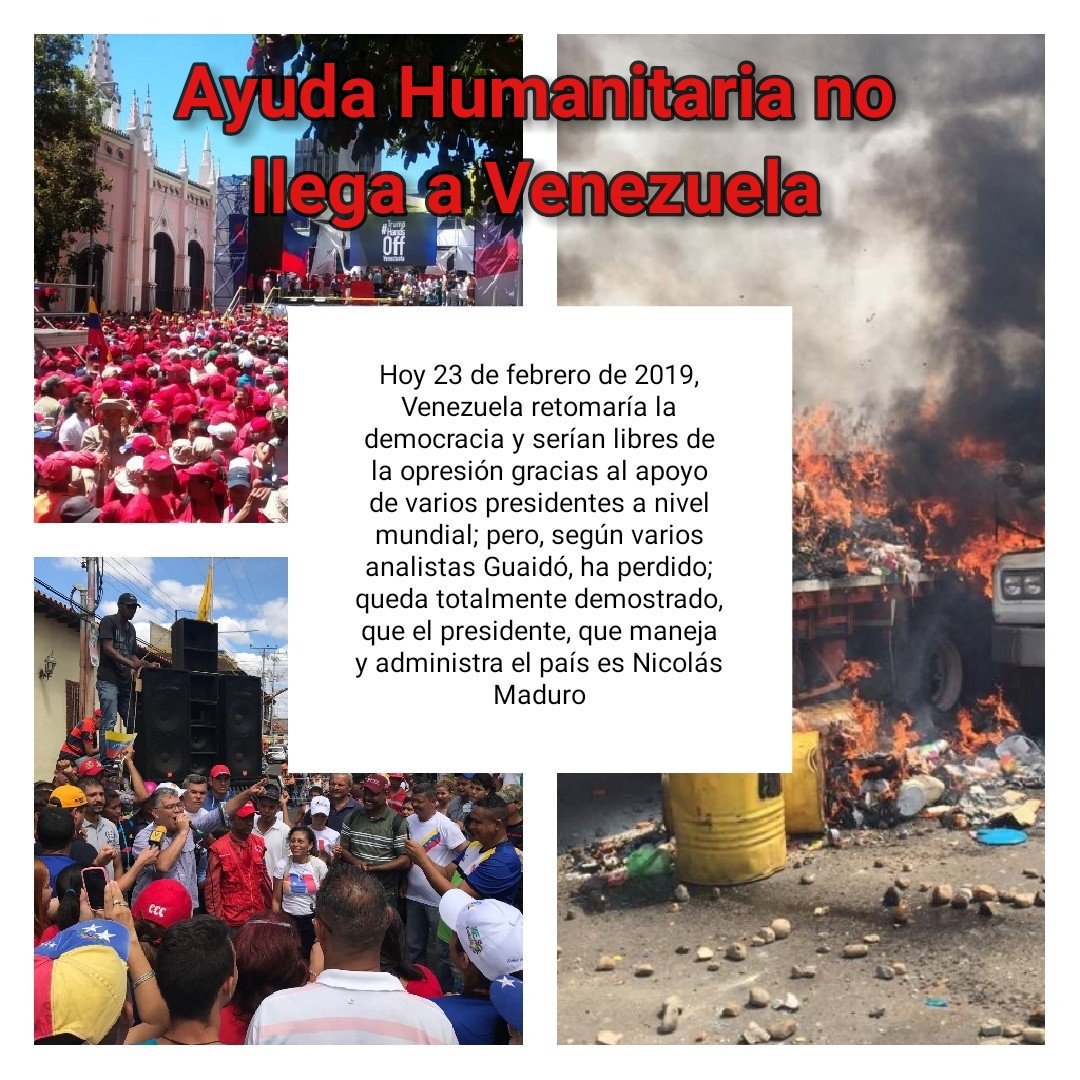 Ayuda Humanitaria no
llega a Venezuela
Trump
#Hands
Off
Venezuela
Hoy 23 de febrero de 2019,
Venezuela retomaría la
democracia y serían libres de
la opresión gracias al apoyo
de varios presidentes a nivel
mundial; pero, según varios
analistas Guaidó, ha perdido;
queda totalmente demostrado,
que el presidente, que maneja
y administra el país es Nicolás
Maduro